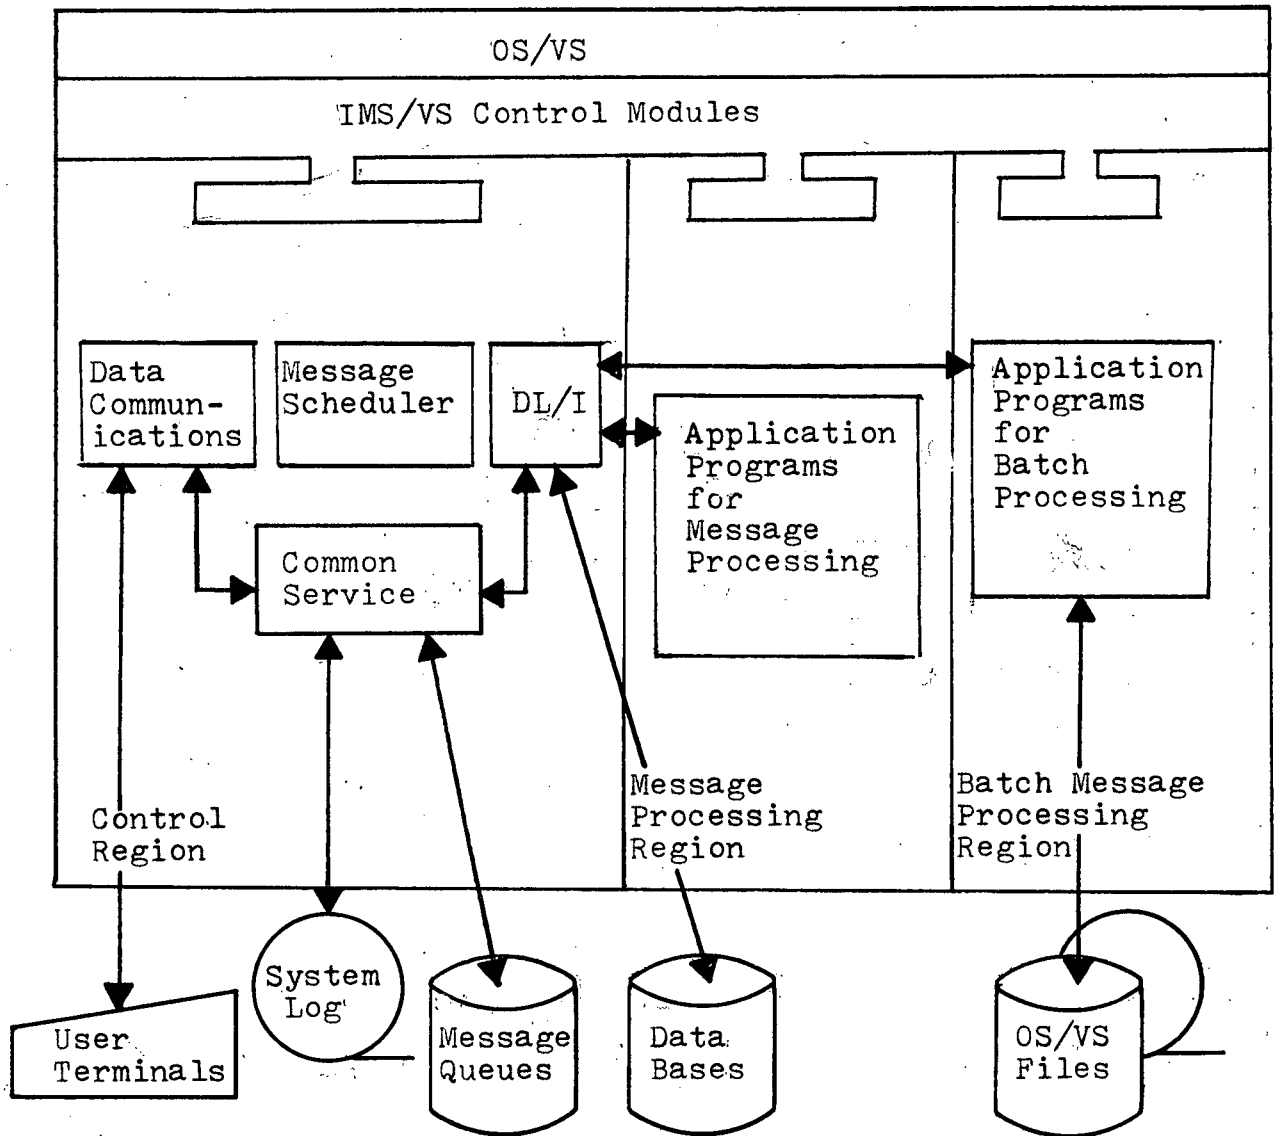 OS/VS
IMS/VS Control Modules
Data
Commun-
ications
Message
Scheduler
DL/I
Application
Programs
for
Message
Processing
Application
Programs
for
Batch
Processing
Common
Service
Control
Region
Message
Processing
Region
Batch Message
Processing
Region
User
Terminals
System
Log
Message
Queues
Data
Bases
OS/VS
Files